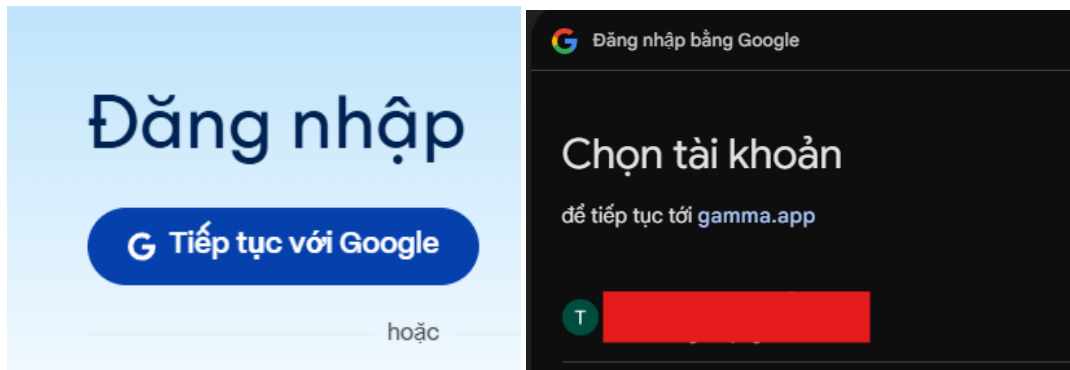 Đăng nhập
Tiếp tục với Google
hoặc
Đăng nhập bằng Google
Chọn tài khoản
để tiếp tục tới gamma.app
T